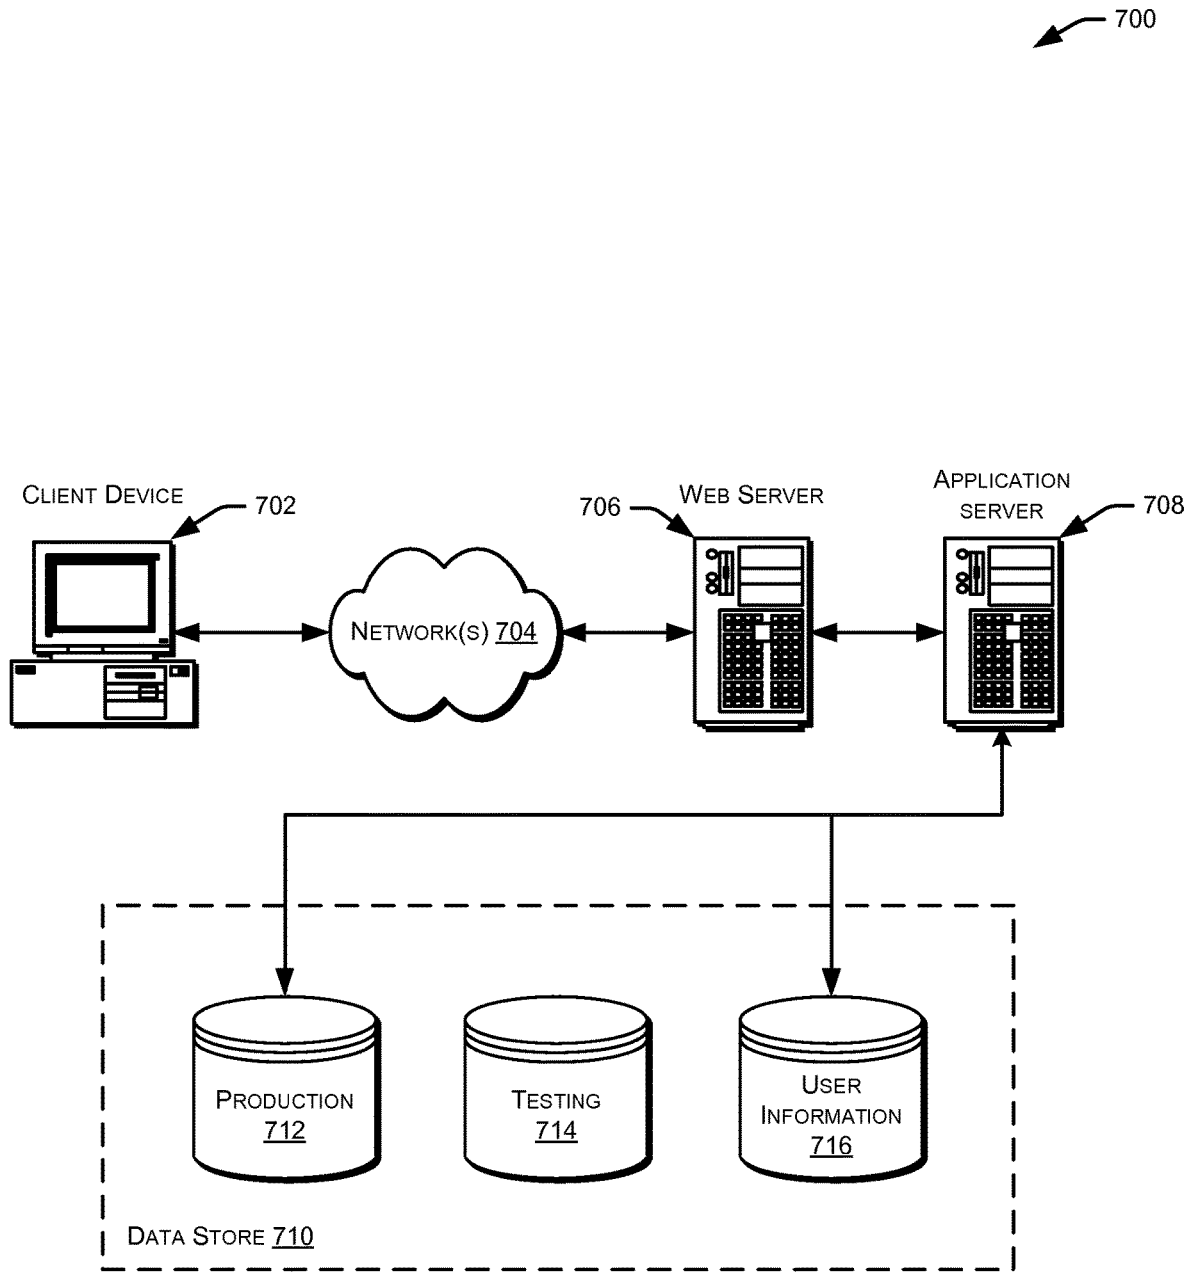 700
CLIENT DEVICE
702
706
WEB SERVER
APPLICATION
SERVER
708
NETWORK(S) 704
PRODUCTION
712
TESTING
714
USER
INFORMATION
716
DATA STORE 710